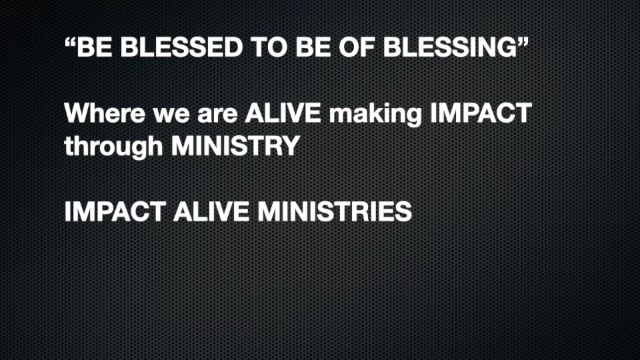 “BE BLESSED TO BE OF BLESSING”
Where we are ALIVE making IMPACT
through MINISTRY
IMPACT ALIVE MINISTRIES